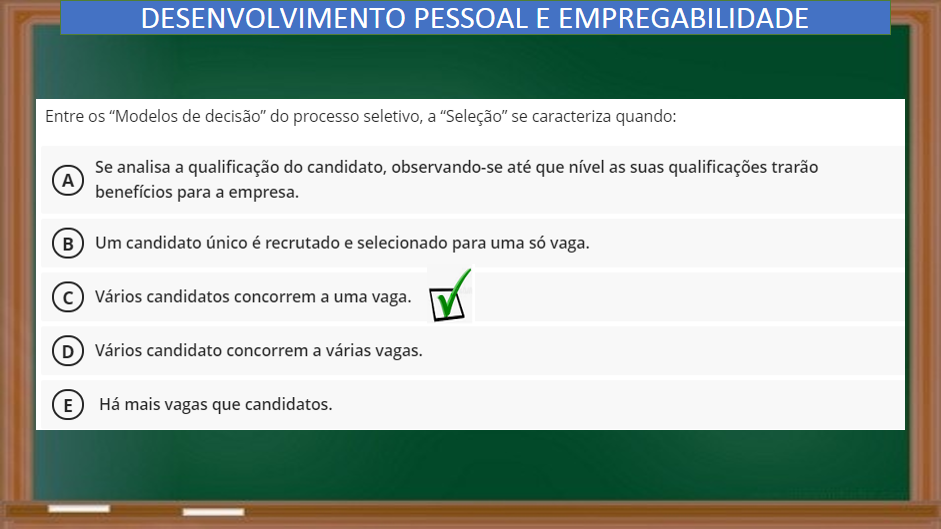 DESENVOLVIMENTO PESSOAL E EMPREGABILIDADE
Entre os “Modelos de decisão” do processo seletivo, a “Seleção” se caracteriza quando:
A Se analisa a qualificação do candidato, observando-se até que nível as suas qualificações trarão
benefícios para a empresa.
B Um candidato único é recrutado e selecionado para uma só vaga.
C Vários candidatos concorrem a uma vaga.
D Vários candidato concorrem a várias vagas.
E Há mais vagas que candidatos.